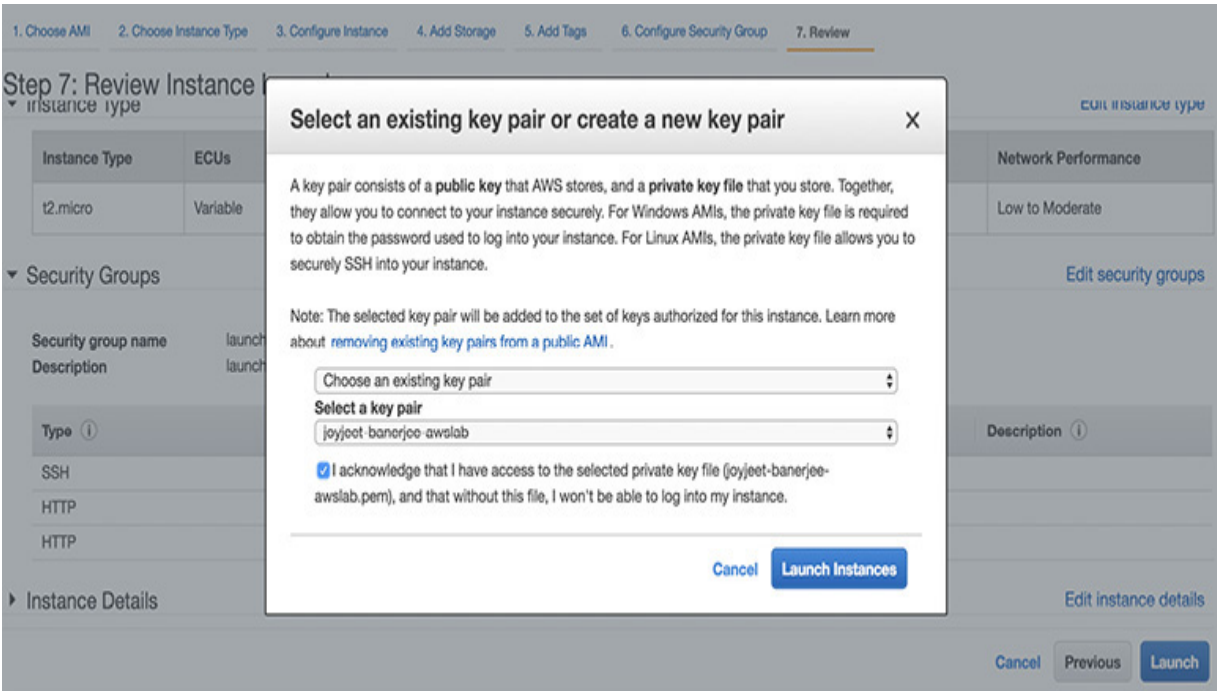 1. Choose AMI 2. Choose Instance Type 3. Configure Instance 4. Add Storage 5. Add Tags 6. Configure Security Group 7. Review
Step 7: Review Instance
Instance Type
Edit instance type
Instance Type ECUs Network Performance
t2.micro Variable Low to Moderate
Security Groups
Edit security groups
Security group name launch
Description launch
Type Description
SSH
HTTP
HTTP
Instance Details
Edit instance details
Cancel Previous Launch
Select an existing key pair or create a new key pair
A key pair consists of a public key that AWS stores, and a private key file that you store. Together,
they allow you to connect to your instance securely. For Windows AMIs, the private key file is required
to obtain the password used to log into your instance. For Linux AMIs, the private key file allows you to
securely SSH into your instance.
Note: The selected key pair will be added to the set of keys authorized for this instance. Learn more
about removing existing key pairs from a public AMI.
Choose an existing key pair
Select a key pair
joyjeet-banerjee-awslab
I acknowledge that I have access to the selected private key file (joyjeet-banerjee-
awslab.pem), and that without this file, I won't be able to log into my instance.
Cancel Launch Instances